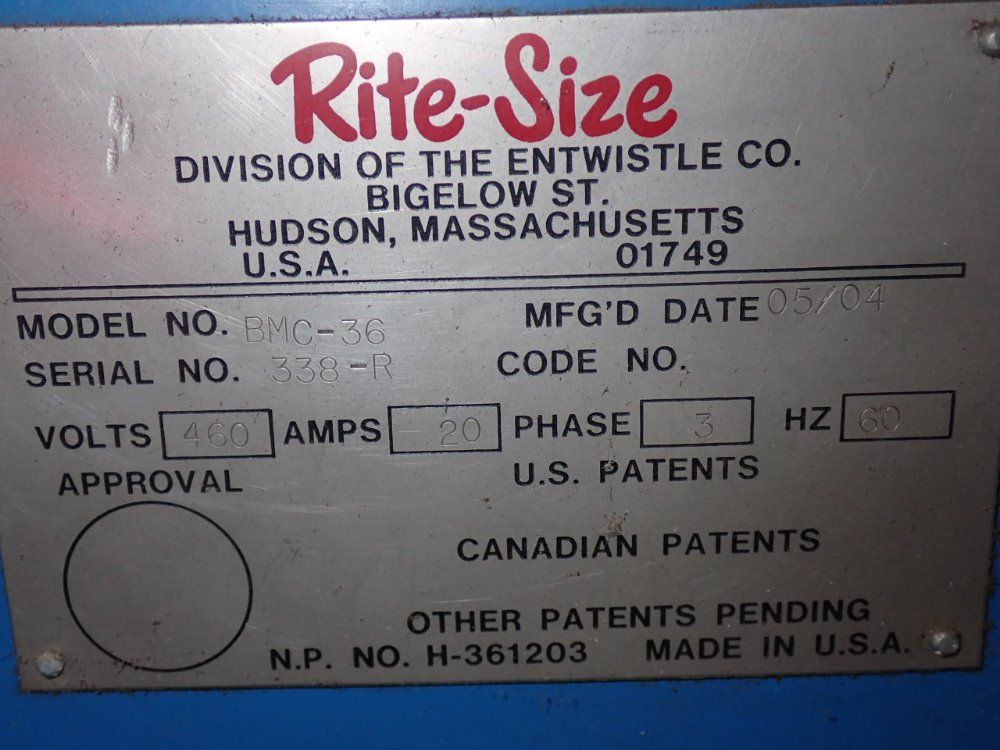 Rite-Size
DIVISION OF THE ENTWISTLE CO.
BIGELOW ST.
HUDSON, MASSACHUSETTS
U.S.A. 01749
MODEL NO. BMC-36 MFG'D DATE 05/04
SERIAL NO. 338-R CODE NO.
VOLTS 460 AMPS 20 PHASE 3 HZ 60
APPROVAL U.S. PATENTS
CANADIAN PATENTS
OTHER PATENTS PENDING
N.P. NO. H-361203 MADE IN U.S.A.